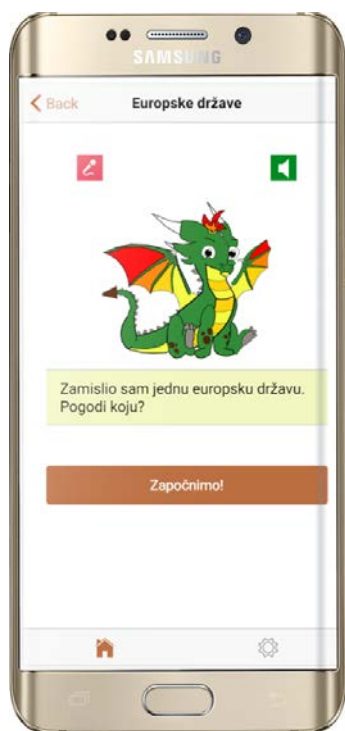 SAMSUNG
Back Europske države
Zamislio sam jednu europsku državu.
Pogodi koju?
Započnimo!